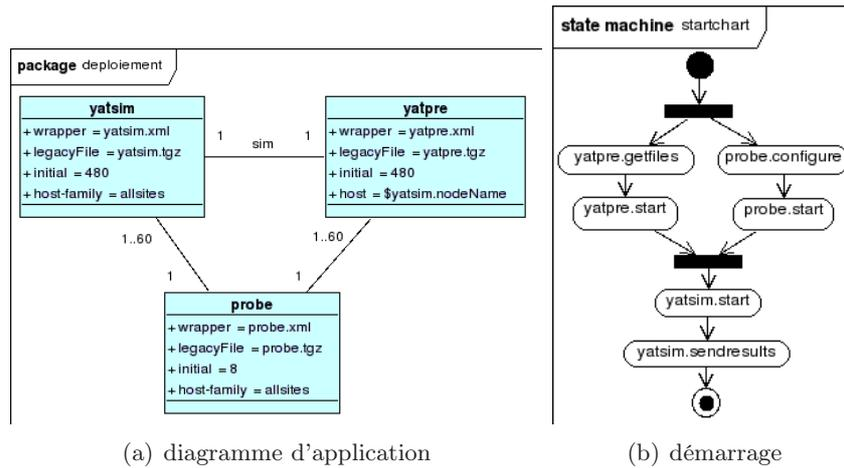 package deploiement
yatsim
+ wrapper = yatsim.xml
+ legacyFile = yatsim.tgz
+ initial = 480
+ host-family = allsites
1
sim
1
yatpre
+ wrapper = yatpre.xml
+ legacyFile = yatpre.tgz
+ initial = 480
+ host = $yatsim.nodeName
1..60
1..60
1
1
probe
+ wrapper = probe.xml
+ legacyFile = probe.tgz
+ initial = 8
+ host-family = allsites
(a) diagramme d'application
state machine startchart
yatpre.getfiles
probe.configure
yatpre.start
probe.start
yatsim.start
yatsim.sendresults
(b) démarrage